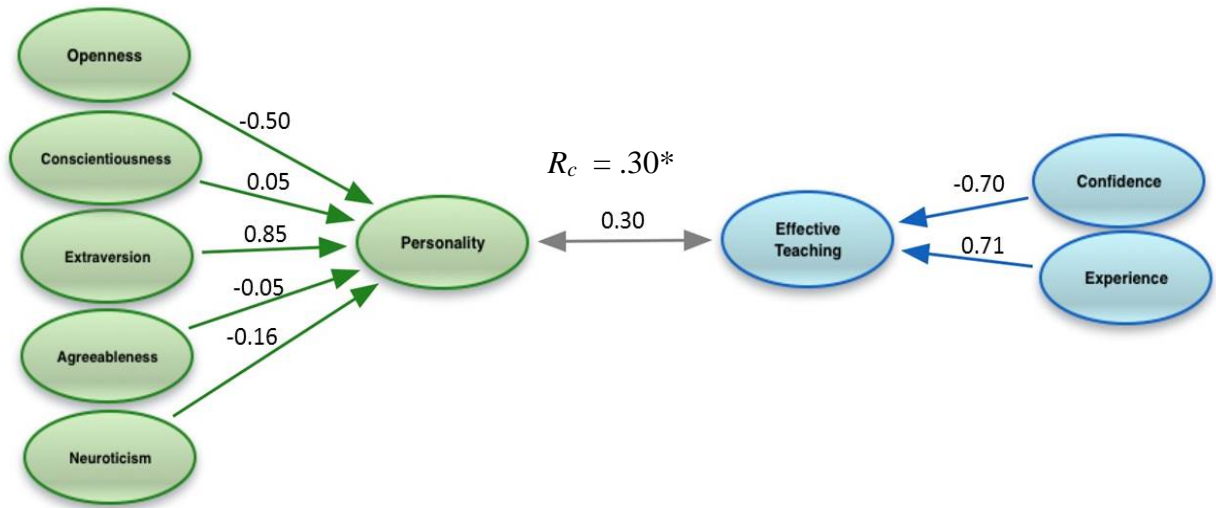 Openness
-0.50
Conscientiousness
0.05
Extraversion
0.85
Agreeableness
-0.05
Neuroticism
-0.16
Personality
R_c = .30*
0.30
Effective
Teaching
-0.70
Confidence
0.71
Experience